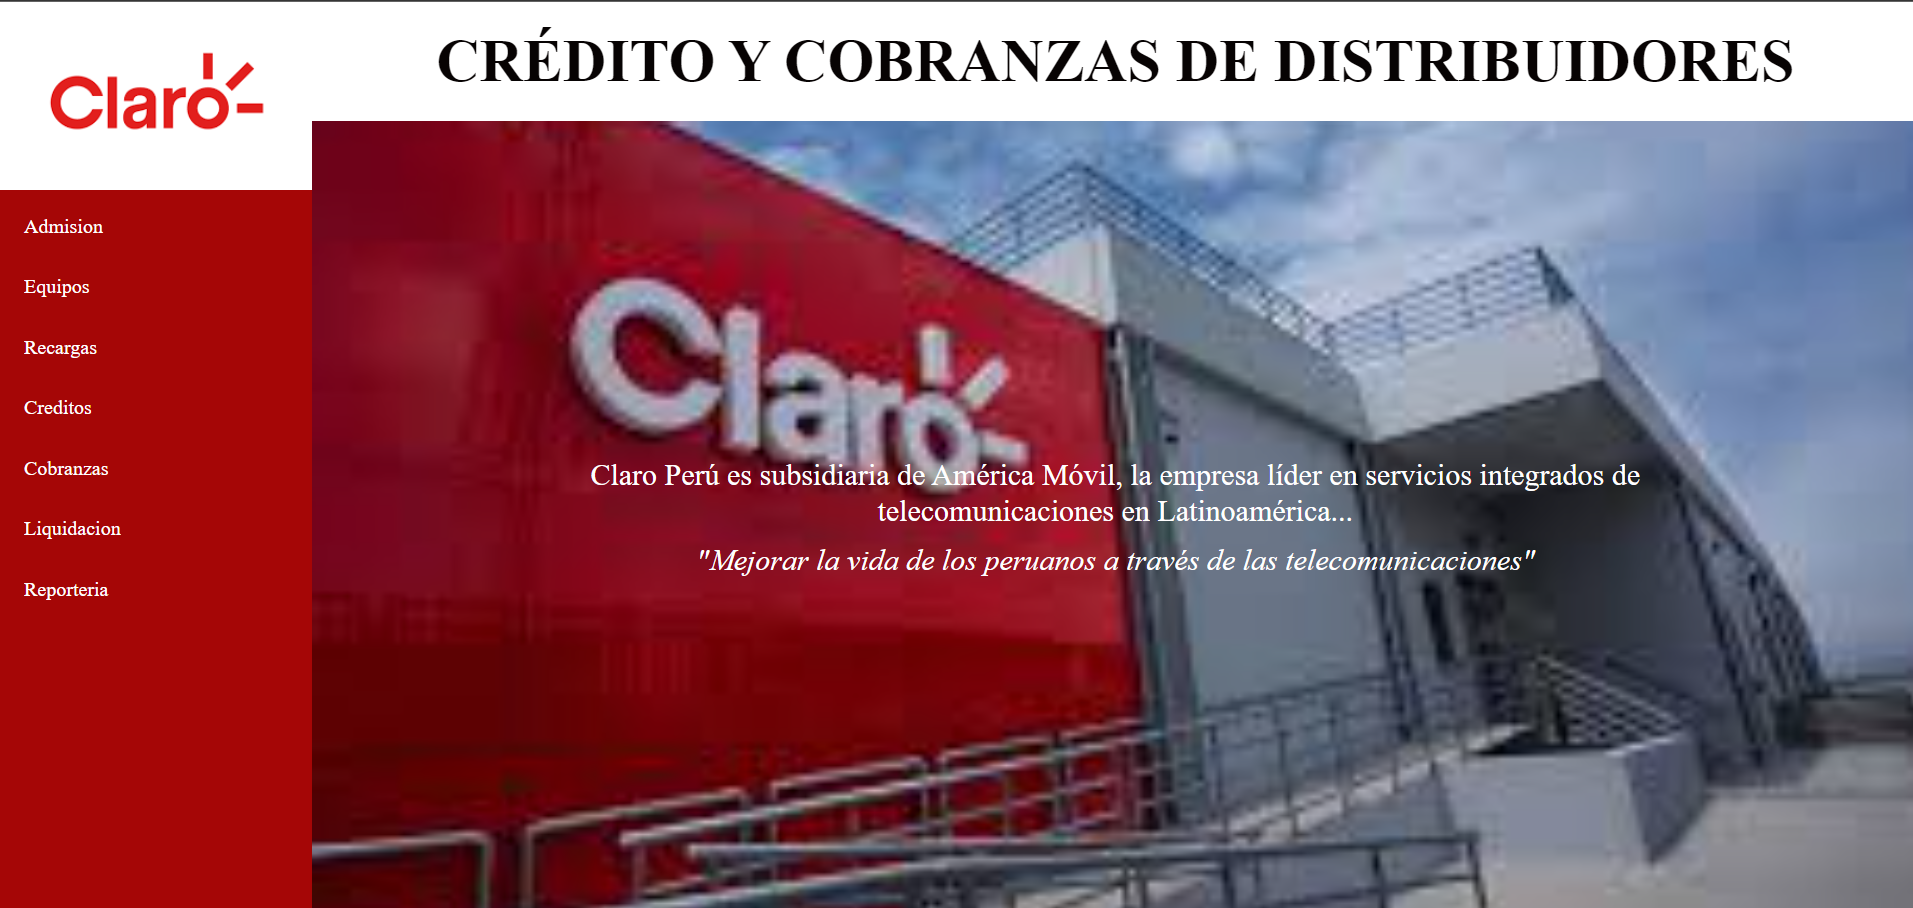 Claro
CRÉDITO Y COBRANZAS DE DISTRIBUIDORES
Admision
Equipos
Recargas
Creditos
Cobranzas
Liquidacion
Reporteria
Claro
Claro Perú es subsidiaria de América Móvil, la empresa líder en servicios integrados de
telecomunicaciones en Latinoamérica...
"Mejorar la vida de los peruanos a través de las telecomunicaciones"